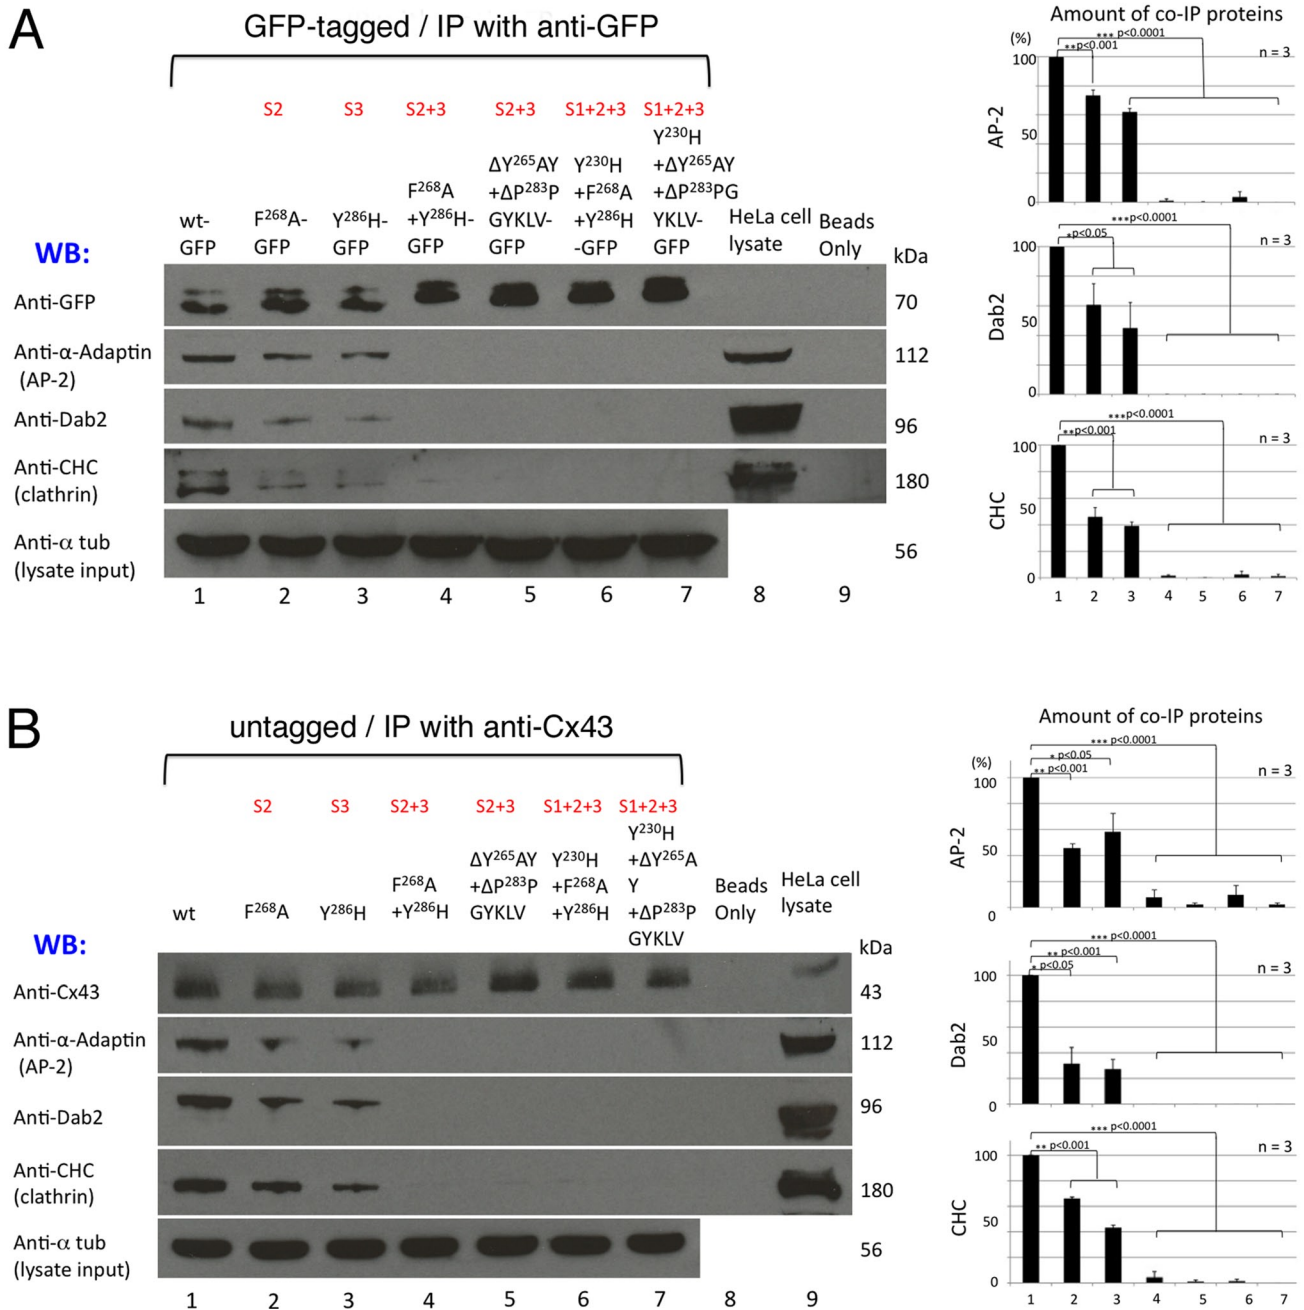 A
GFP-tagged / IP with anti-GFP
S2 S3 S2+3 S2+3 S1+2+3 S1+2+3
wt-
GFP
F²⁶⁸A-
GFP
Y²⁸⁶H-
GFP
F²⁶⁸A
+Y²⁸⁶H-
GFP
ΔY²⁶⁵AY
+ΔP²⁸³P
GYKLV-
GFP
Y²³⁰H
+F²⁶⁸A
+Y²⁸⁶H
-GFP
Y²³⁰H
+ΔY²⁶⁵AY
+ΔP²⁸³PG
YKLV-
GFP
HeLa cell
lysate
Beads
Only
WB:
kDa
Anti-GFP
70
Anti-α-Adaptin
(AP-2)
112
Anti-Dab2
96
Anti-CHC
(clathrin)
180
Anti-α tub
(lysate input)
56
1 2 3 4 5 6 7 8 9
Amount of co-IP proteins
(%)
*** p<0.0001
**p<0.001
n = 3
100
50
0
AP-2
***p<0.0001
*p<0.05
n = 3
100
50
0
Dab2
***p<0.0001
**p<0.001
n = 3
100
50
0
CHC
1 2 3 4 5 6 7
B
untagged / IP with anti-Cx43
S2 S3 S2+3 S2+3 S1+2+3 S1+2+3
wt
F²⁶⁸A
Y²⁸⁶H
F²⁶⁸A
+Y²⁸⁶H
ΔY²⁶⁵AY
+ΔP²⁸³P
GYKLV
Y²³⁰H
+F²⁶⁸A
+Y²⁸⁶H
Y²³⁰H
+ΔY²⁶⁵A
Y
+ΔP²⁸³P
GYKLV
Beads
Only
HeLa cell
lysate
WB:
kDa
Anti-Cx43
43
Anti-α-Adaptin
(AP-2)
112
Anti-Dab2
96
Anti-CHC
(clathrin)
180
Anti-α tub
(lysate input)
56
1 2 3 4 5 6 7 8 9
Amount of co-IP proteins
(%)
*** p<0.0001
* p<0.05
** p<0.001
n = 3
100
50
0
AP-2
*** p<0.0001
** p<0.001
* p<0.05
n = 3
100
50
0
Dab2
*** p<0.0001
** p<0.001
n = 3
100
50
0
CHC
1 2 3 4 5 6 7